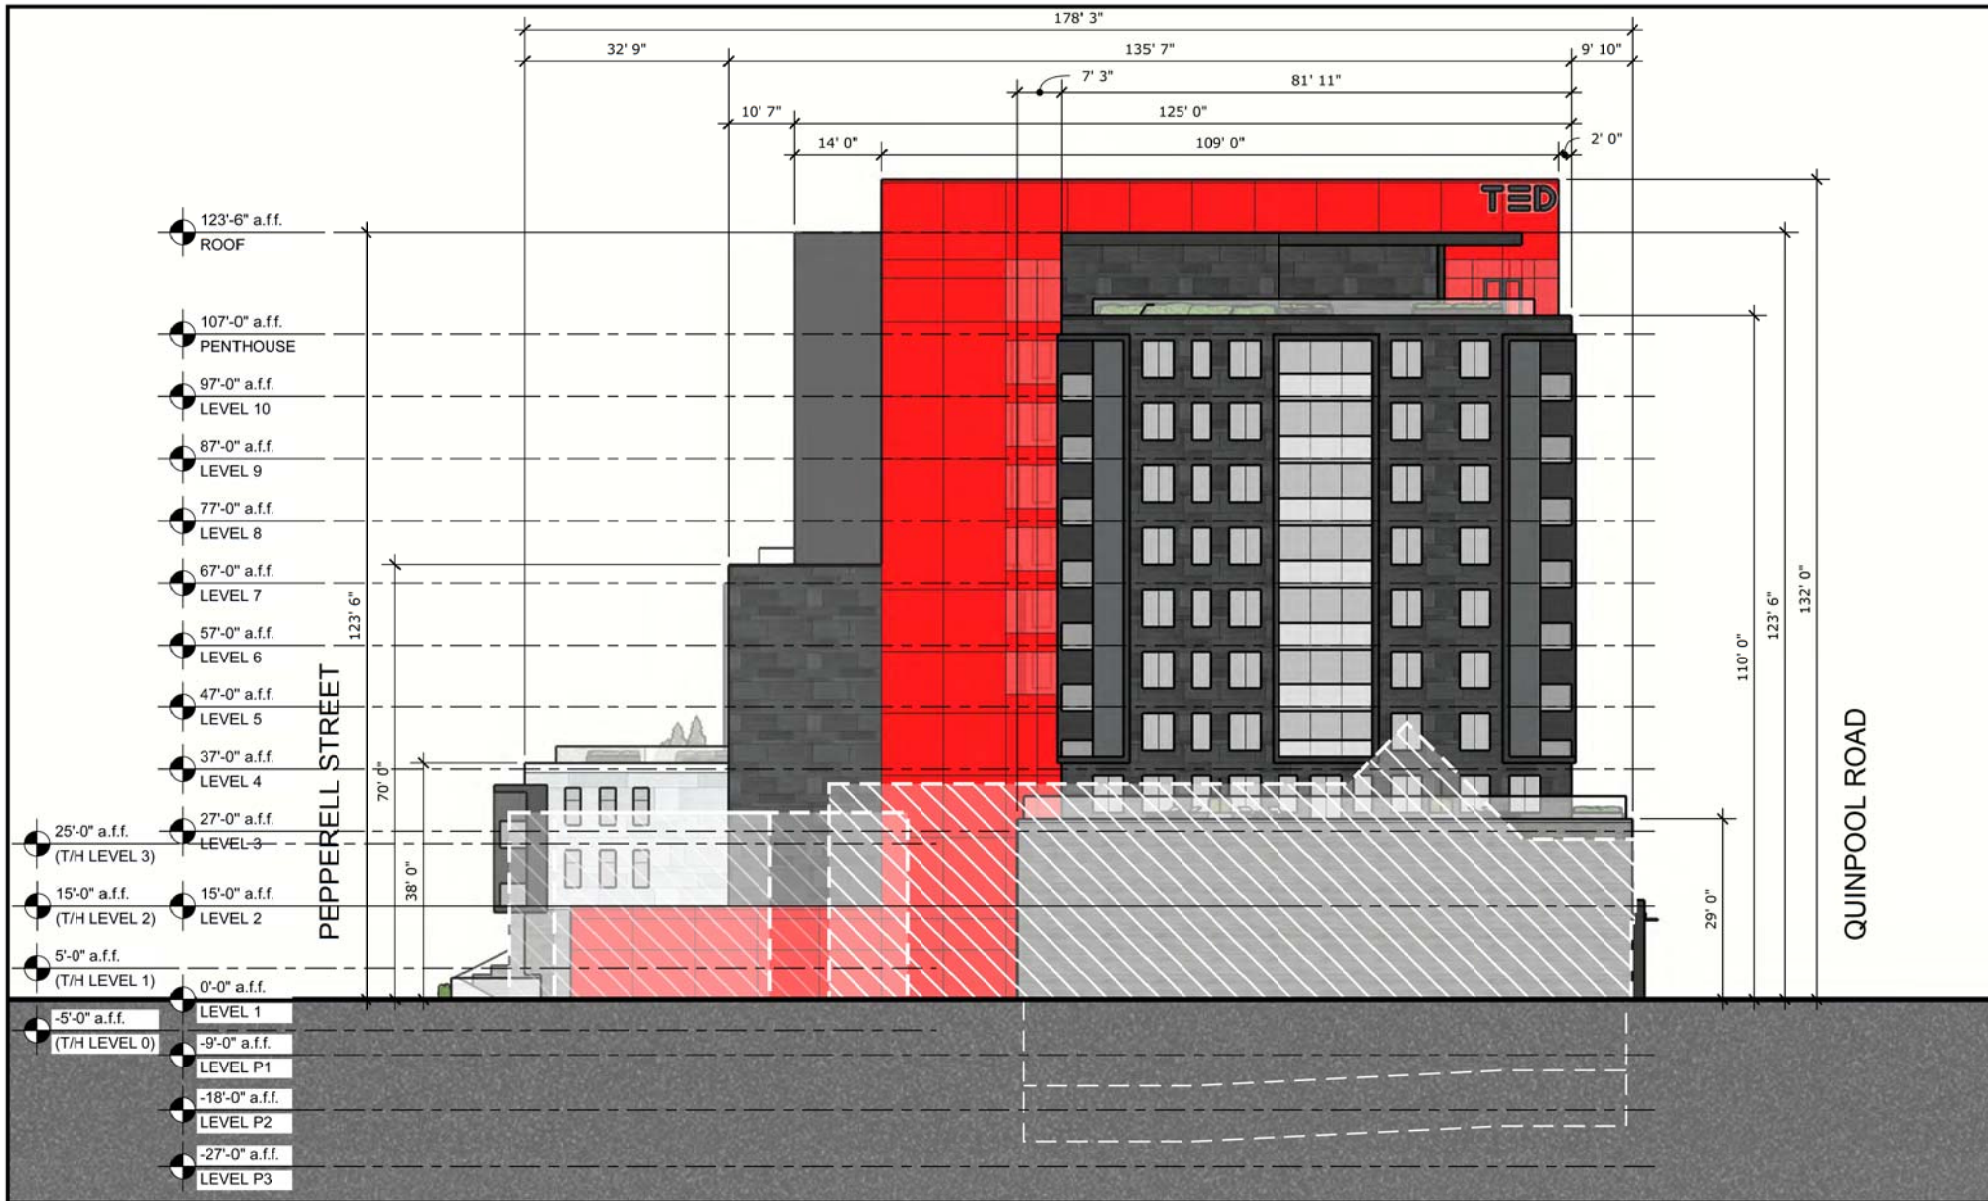 178' 3"
32' 9"
135' 7"
9' 10"
7' 3"
81' 11"
10' 7"
125' 0"
14' 0"
109' 0"
2' 0"
TED
123'-6" a.f.f.
ROOF
107'-0" a.f.f.
PENTHOUSE
97'-0" a.f.f.
LEVEL 10
87'-0" a.f.f.
LEVEL 9
77'-0" a.f.f.
LEVEL 8
67'-0" a.f.f.
LEVEL 7
57'-0" a.f.f.
LEVEL 6
47'-0" a.f.f.
LEVEL 5
37'-0" a.f.f.
LEVEL 4
27'-0" a.f.f.
LEVEL 3
25'-0" a.f.f.
(T/H LEVEL 3)
15'-0" a.f.f.
(T/H LEVEL 2)
15'-0" a.f.f.
LEVEL 2
5'-0" a.f.f.
(T/H LEVEL 1)
0'-0" a.f.f.
LEVEL 1
-5'-0" a.f.f.
(T/H LEVEL 0)
-9'-0" a.f.f.
LEVEL P1
-18'-0" a.f.f.
LEVEL P2
-27'-0" a.f.f.
LEVEL P3
PEPPERELL STREET
123' 6"
70' 0"
38' 0"
29' 0"
110' 0"
123' 6"
132' 0"
QUINPOOL ROAD